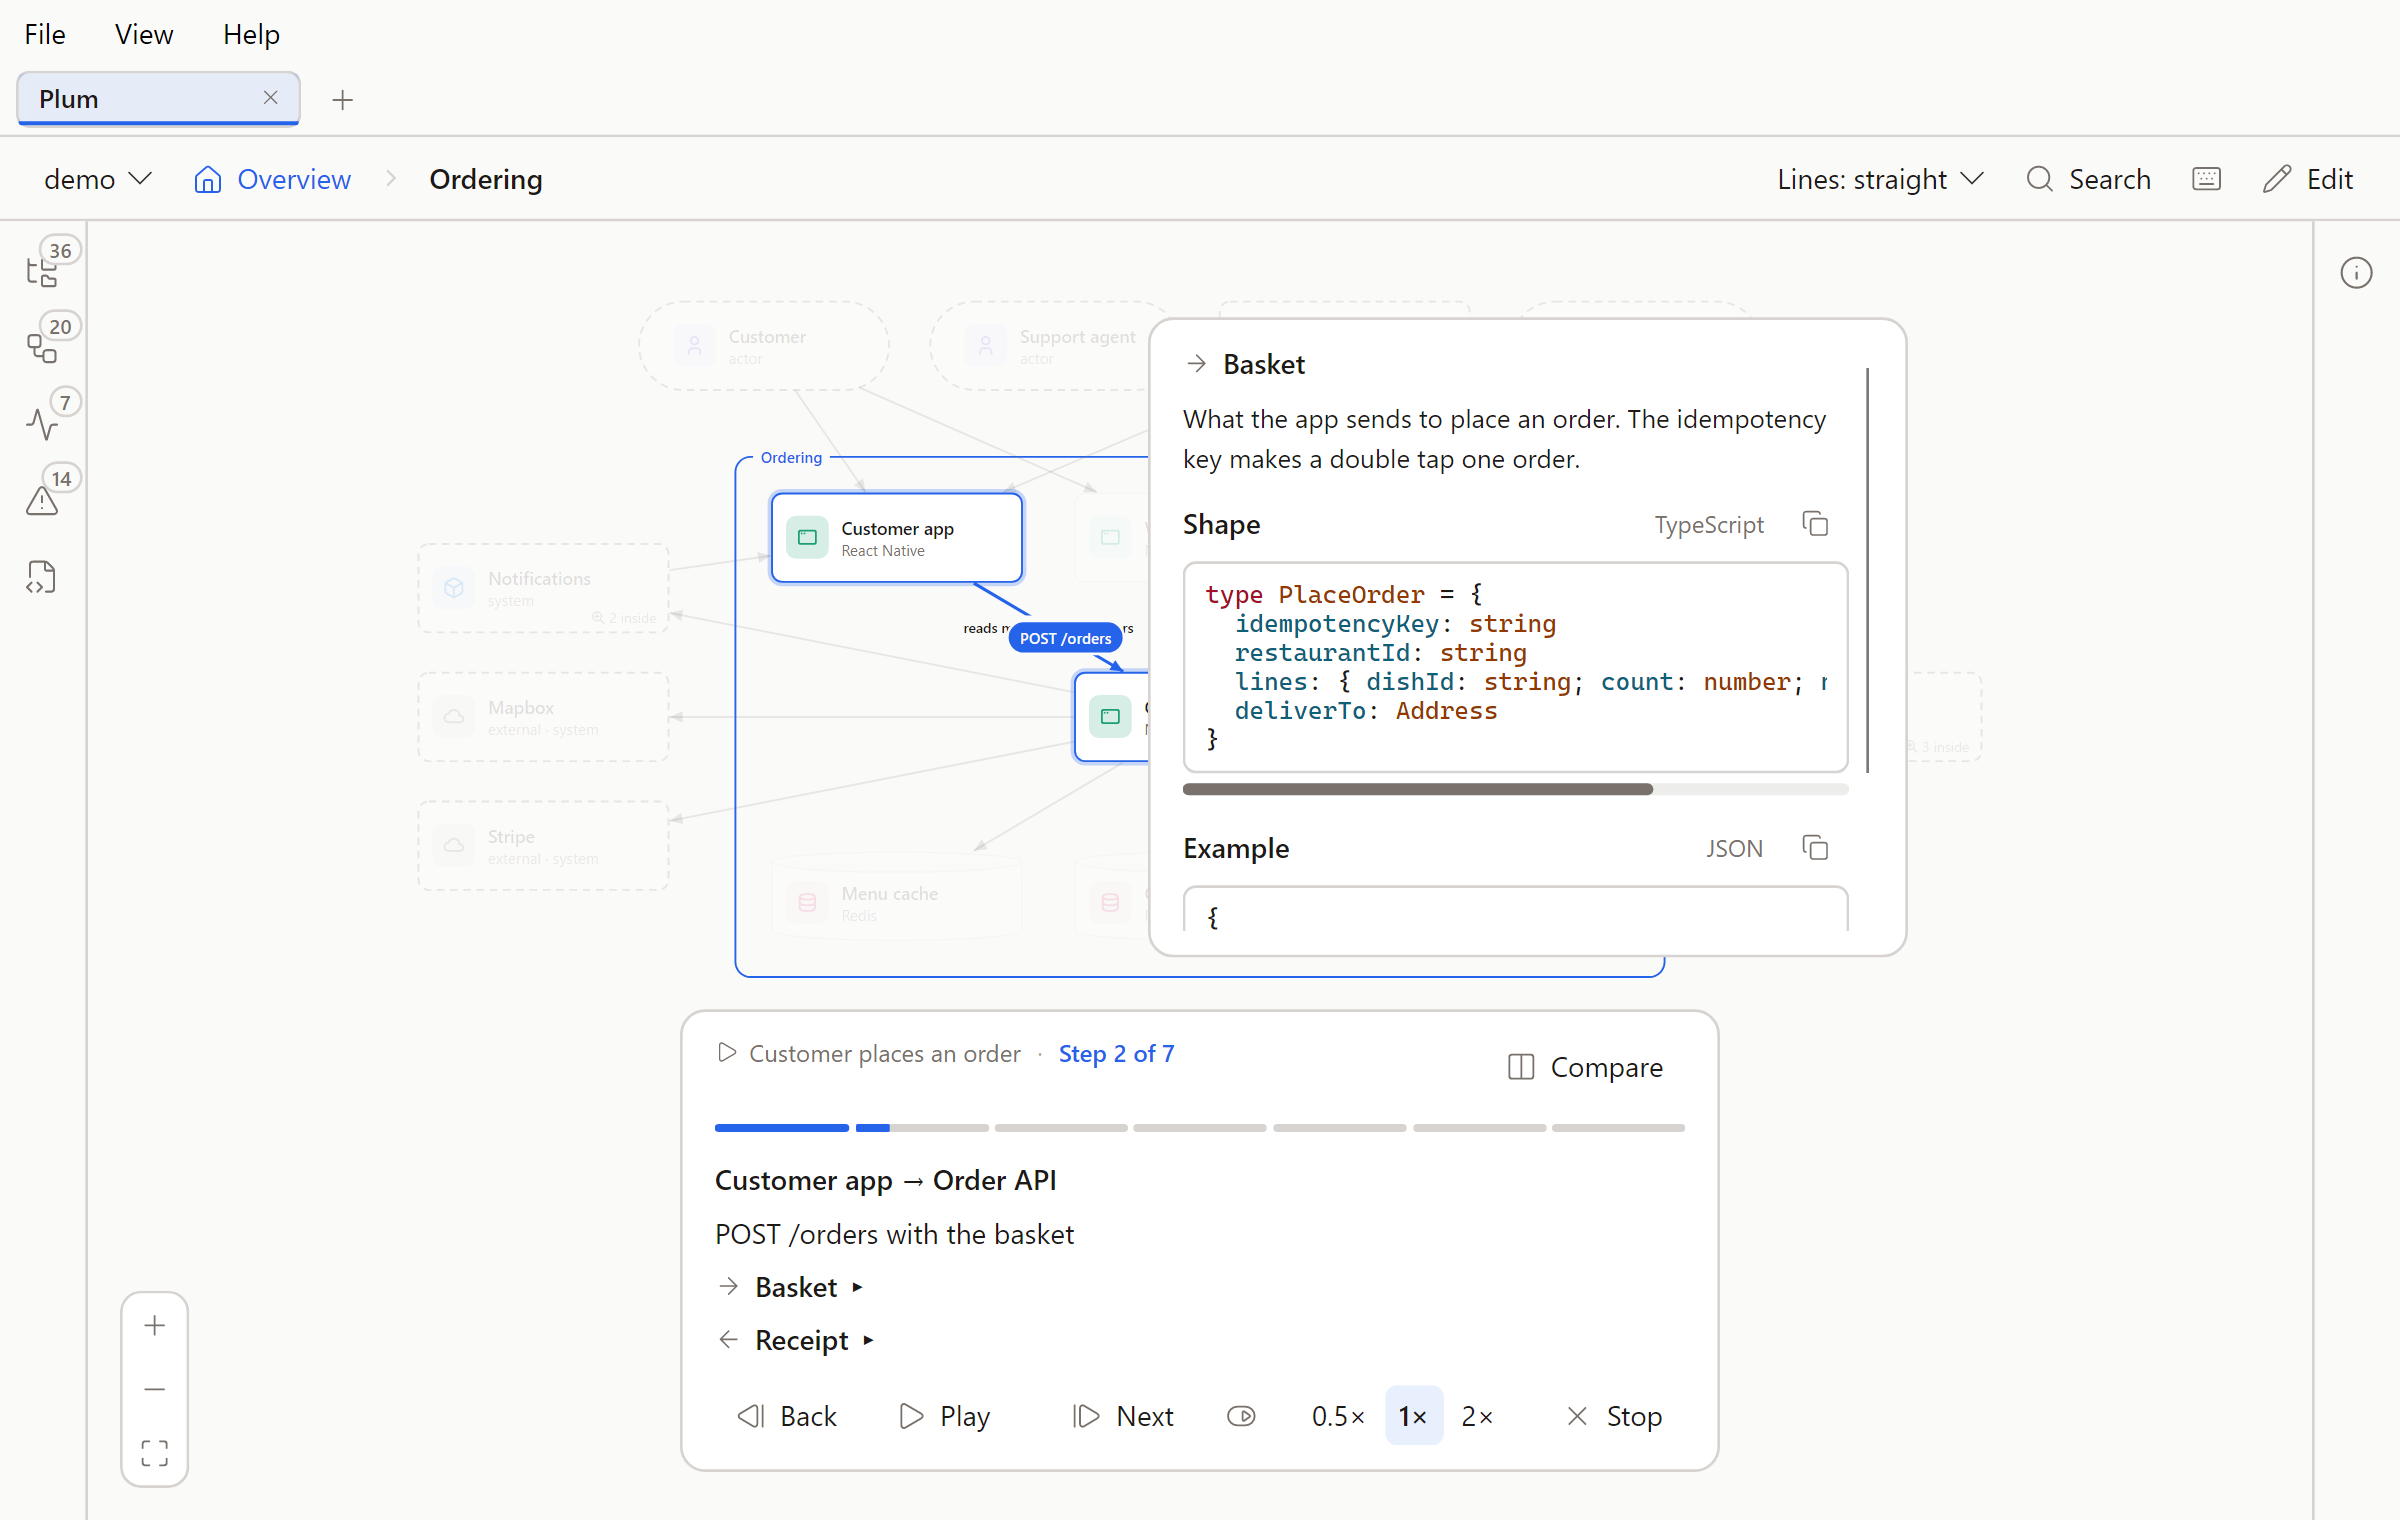 File View Help
Plum
demo Overview Ordering Lines: straight Search Edit
36
20
7
14
Customer
actor
Support agent
actor
Ordering
Customer app
React Native
Notifications
system
2 inside
reads
POST /orders
rs
Mapbox
external · system
3 inside
Stripe
external · system
Menu cache
Redis
→ Basket
What the app sends to place an order. The idempotency
key makes a double tap one order.
Shape TypeScript
type PlaceOrder = {
idempotencyKey: string
restaurantId: string
lines: { dishId: string; count: number;
deliverTo: Address
}
Example JSON
{
Customer places an order · Step 2 of 7
Compare
Customer app → Order API
POST /orders with the basket
→ Basket ▸
← Receipt ▸
Back Play Next 0.5× 1× 2× Stop